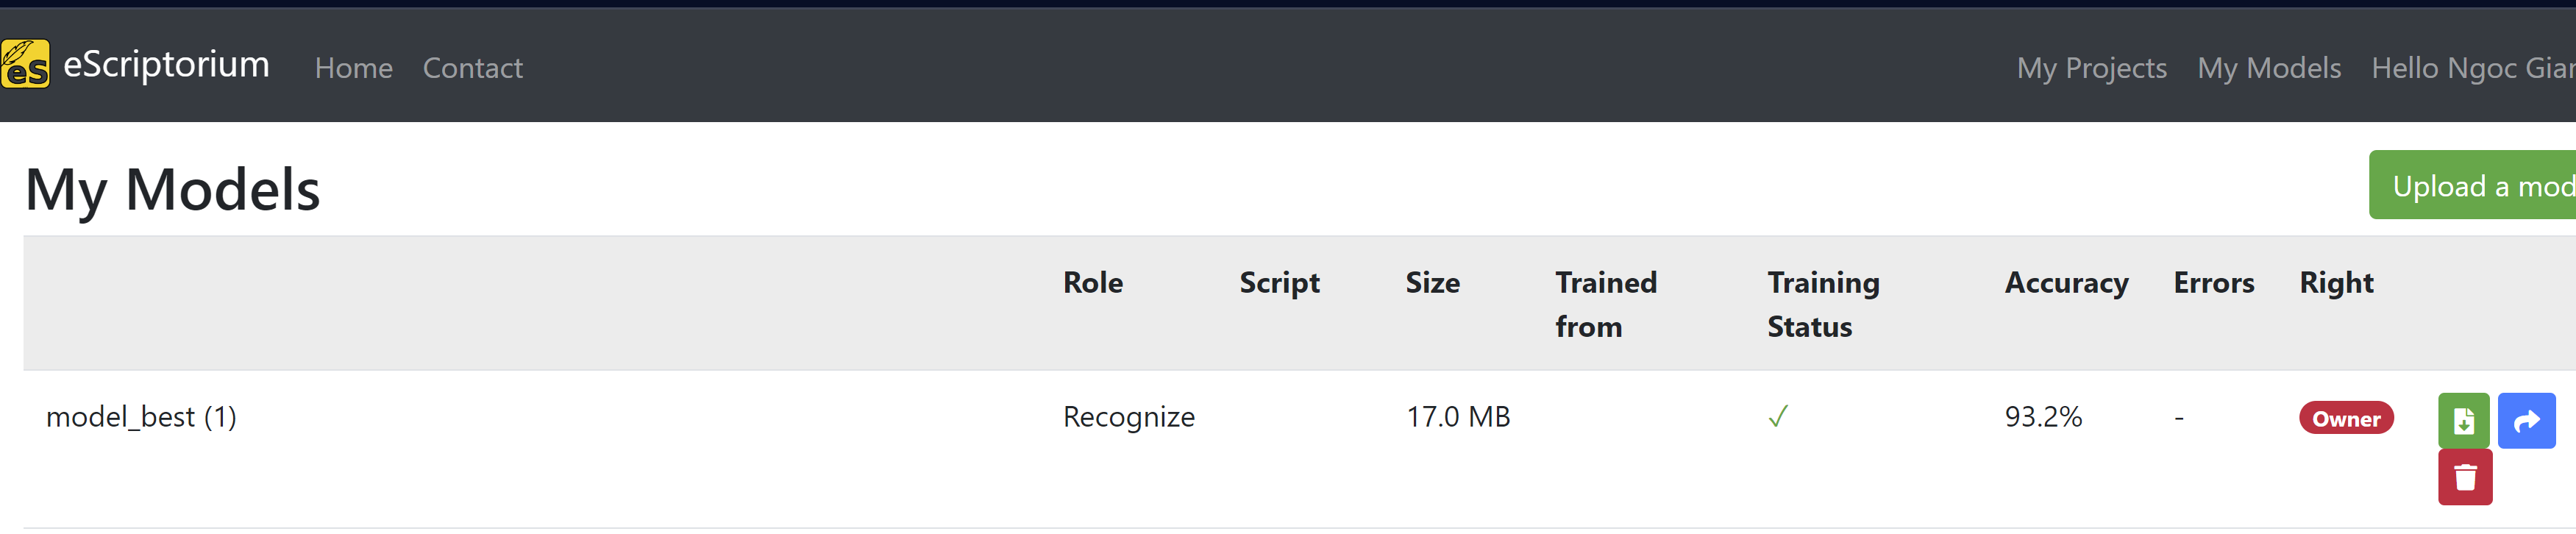 eS eScriptorium Home Contact My Projects My Models Hello Ngoc Gian
My Models
Upload a mod
Role Script Size Trained from Training Status Accuracy Errors Right
model_best (1) Recognize 17.0 MB ✓ 93.2% - Owner